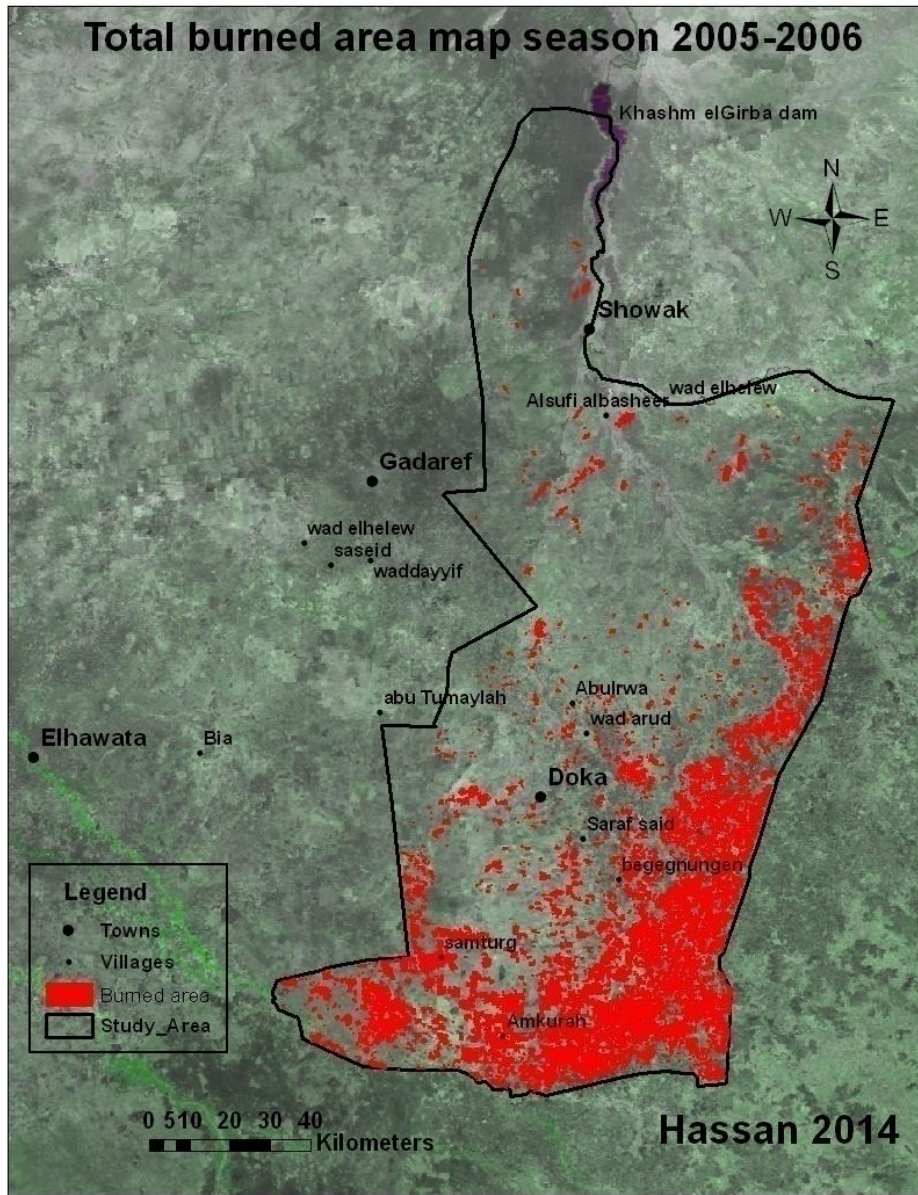 Total burned area map season 2005-2006
Khashm elGirba dam
N
W E
S
Showak
wad elhelew
Alsufi albasheer
Gadaref
wad elhelew
saseid
waddayyif
abu Tumaylah
Abulrwa
wad arud
Elhawata
Bia
Doka
Saraf said
begegnungen
Legend
Towns
Villages
Burned area
Study_Area
samturg
Amkurah
0 510 20 30 40
Kilometers
Hassan 2014